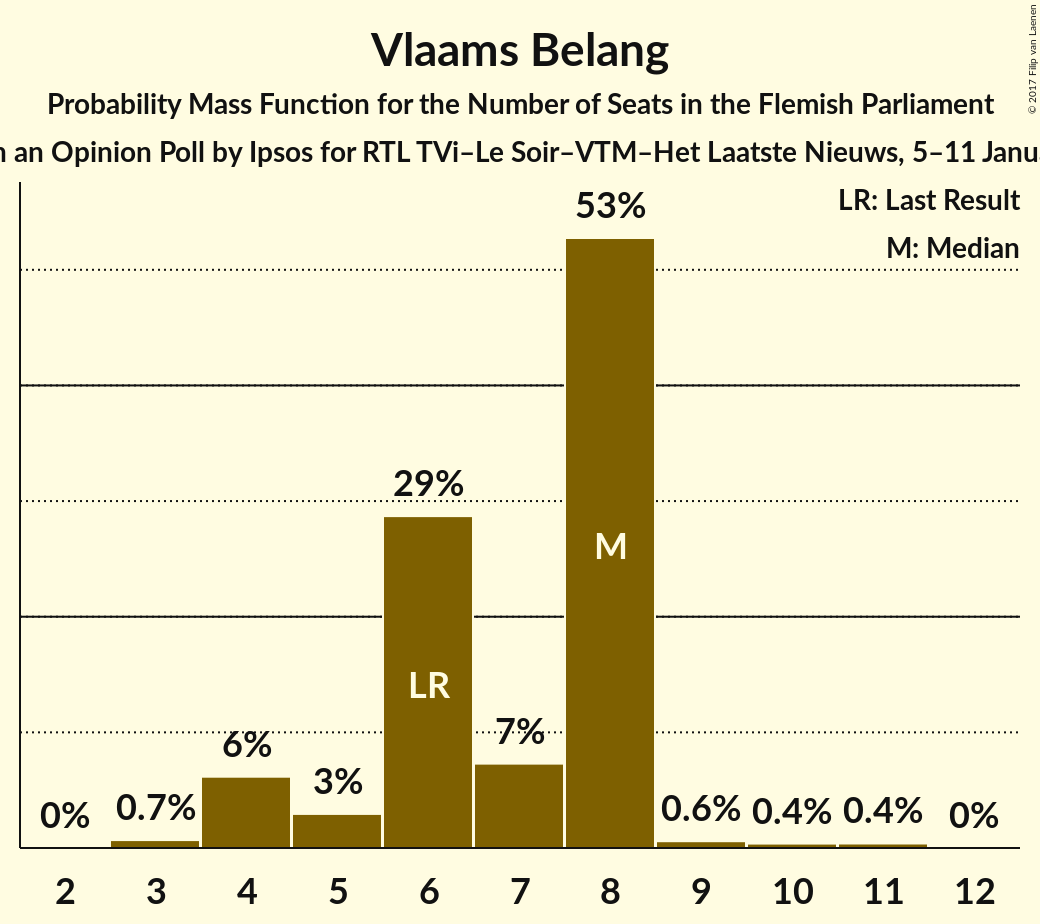 Vlaams Belang
Probability Mass Function for the Number of Seats in the Flemish Parliament
an Opinion Poll by Ipsos for RTL TVi–Le Soir–VTM–Het Laatste Nieuws, 5–11
LR: Last Result
M: Median
53%
29%
M
LR
7%
6%
3%
0% 0.7% 0.6% 0.4% 0.4% 0%
2 3 4 5 6 7 8 9 10 11 12
© 2017 Filip van Laenen